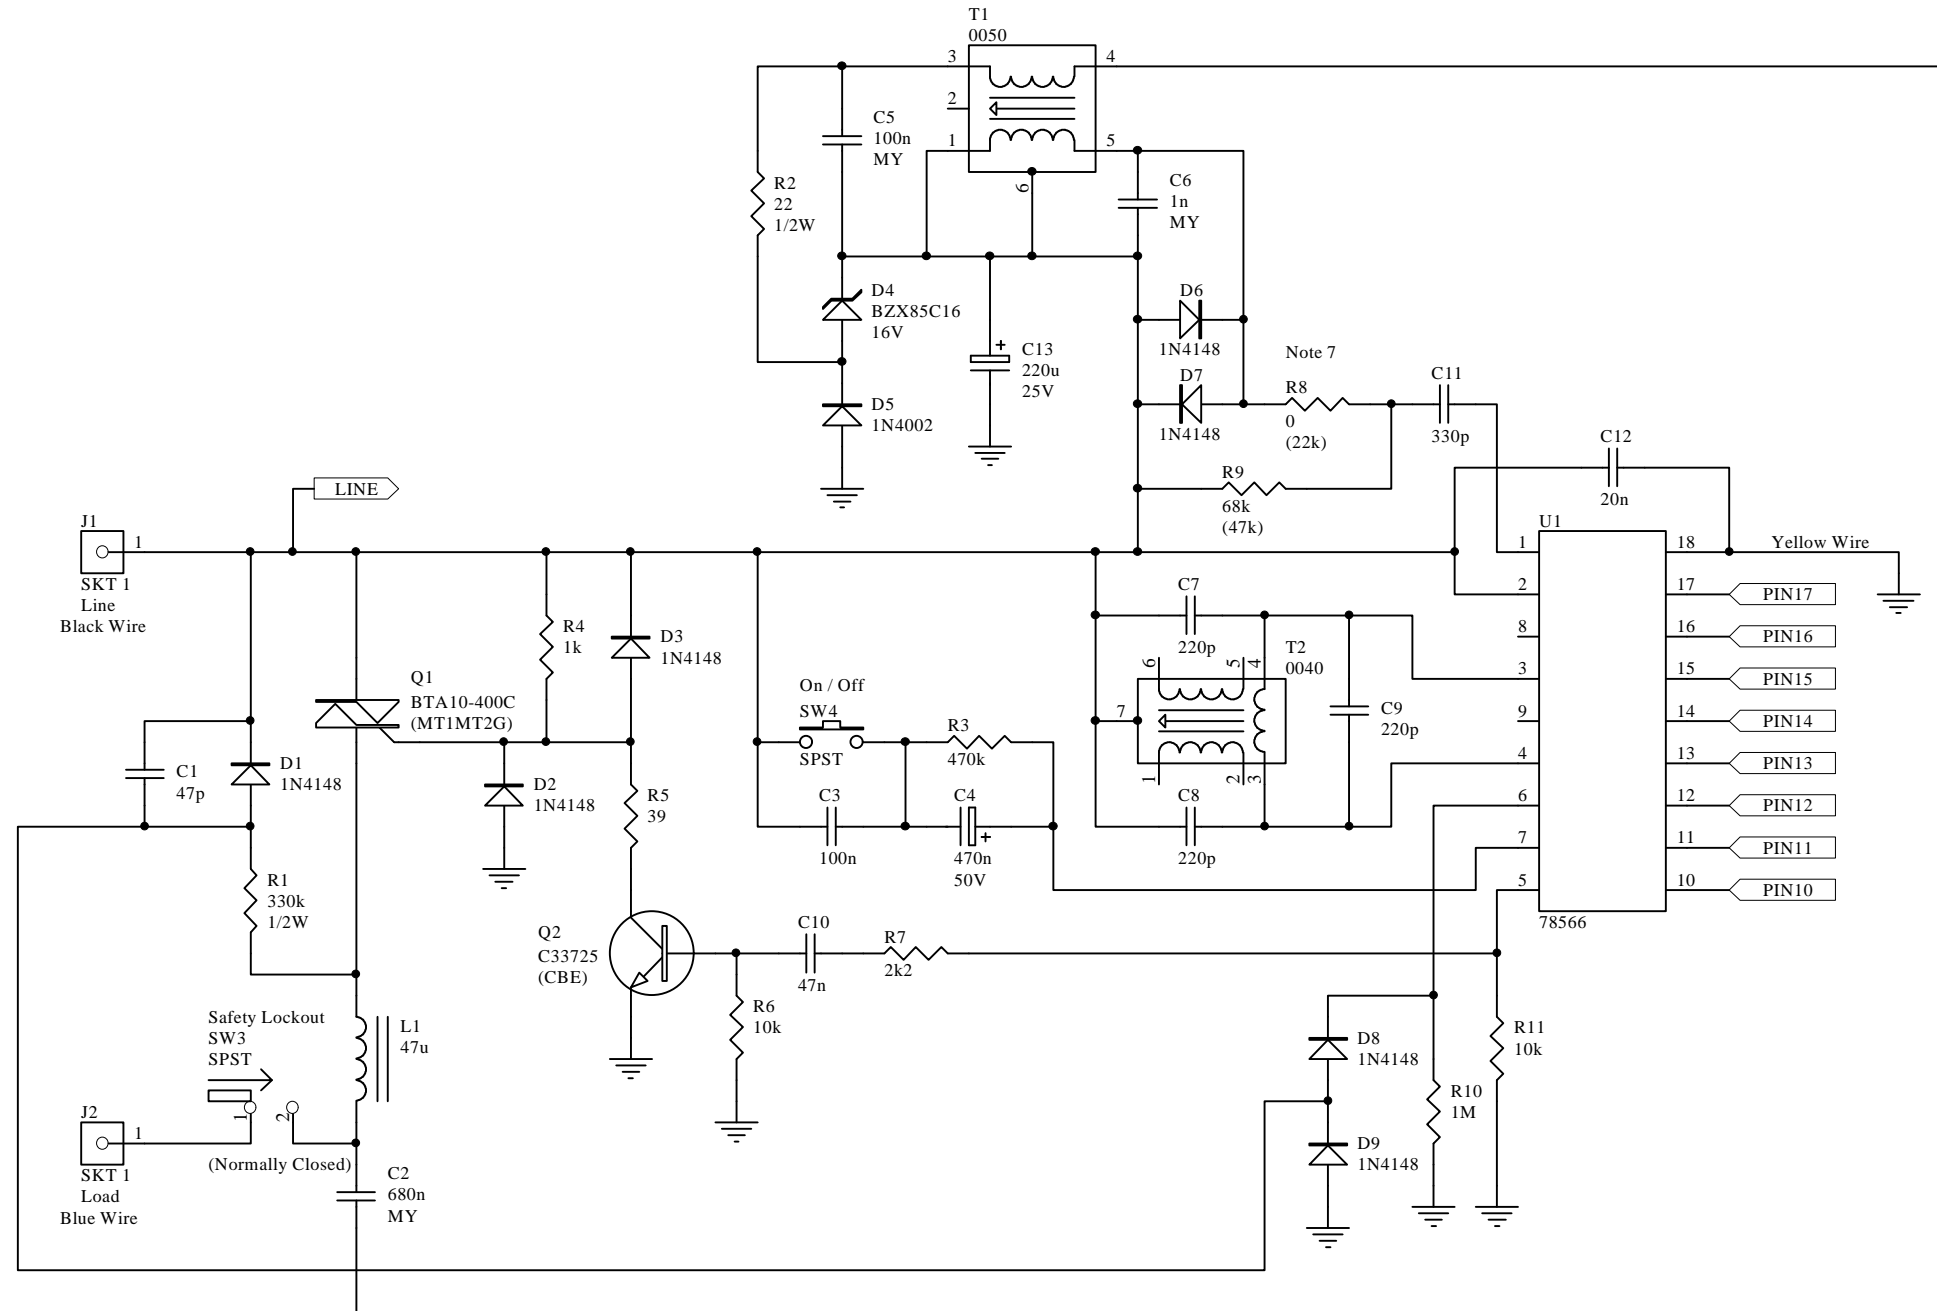 T1
0050
3
4
2
1
5
6
C5
100n
MY
R2
22
1/2W
C6
1n
MY
D4
BZX85C16
16V
C13
220u
25V
+
D5
1N4002
D6
1N4148
D7
1N4148
Note 7
R8
0
(22k)
C11
330p
R9
68k
(47k)
C12
20n
LINE
J1
1
SKT 1
Line
Black Wire
U1
1
2
8
3
9
4
6
7
5
18
17
16
15
14
13
12
11
10
78566
Yellow Wire
PIN17
PIN16
PIN15
PIN14
PIN13
PIN12
PIN11
PIN10
C7
220p
T2
0040
6
5
4
7
1
2
3
C9
220p
C8
220p
R4
1k
D3
1N4148
Q1
BTA10-400C
(MT1MT2G)
On / Off
SW4
SPST
R3
470k
C1
47p
D1
1N4148
D2
1N4148
R5
39
C3
100n
C4
+
470n
50V
R1
330k
1/2W
Q2
C33725
(CBE)
C10
47n
R7
2k2
R6
10k
Safety Lockout
SW3
SPST
1
2
L1
47u
J2
1
SKT 1
Load
Blue Wire
(Normally Closed)
C2
680n
MY
D8
1N4148
D9
1N4148
R10
1M
R11
10k